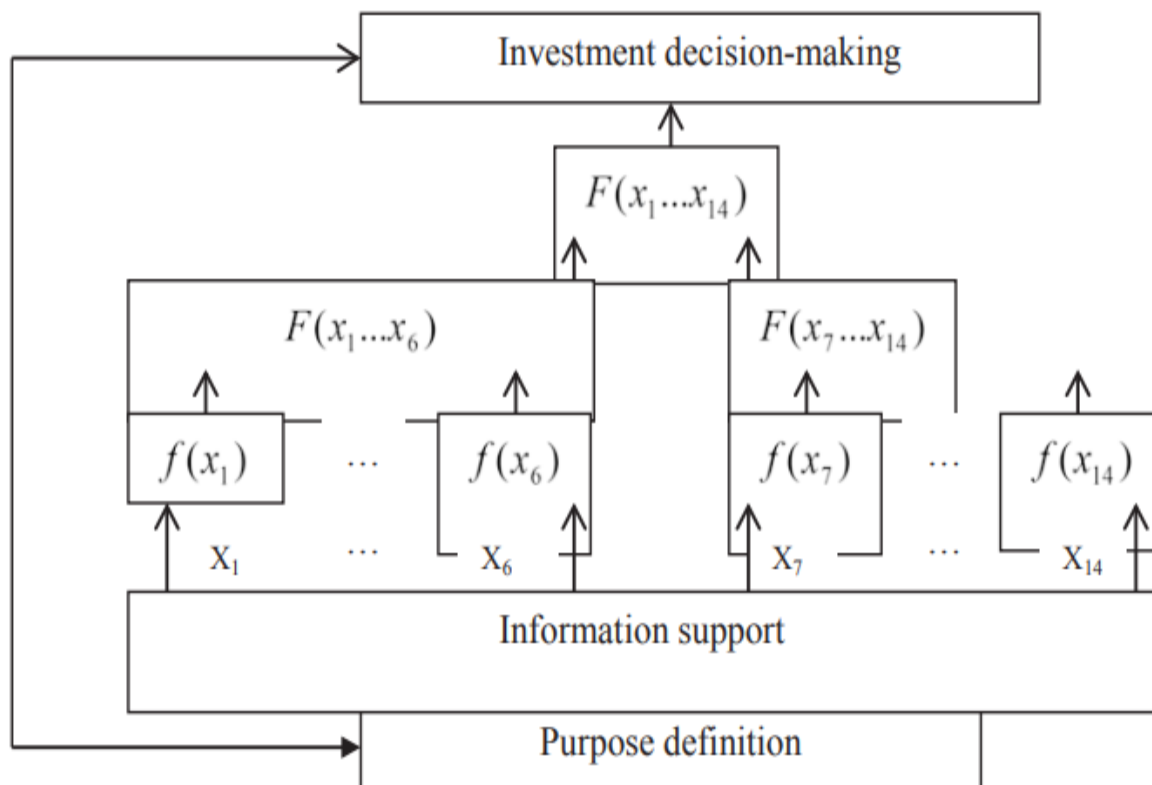 Investment decision-making
F(x₁...x₁₄)
F(x₁...x₆) F(x₇...x₁₄)
f(x₁) ... f(x₆) f(x₇) ... f(x₁₄)
X₁ ... X₆ X₇ ... X₁₄
Information support
Purpose definition